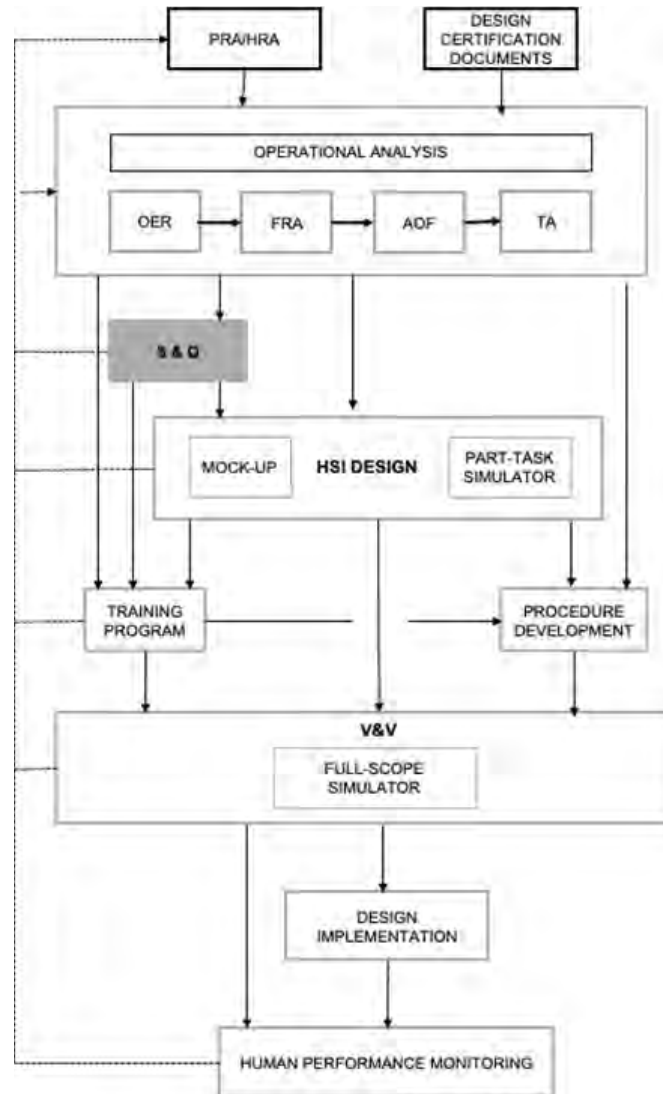 PRA/HRA
DESIGN
CERTIFICATION
DOCUMENTS
OPERATIONAL ANALYSIS
OER
FRA
AOF
TA
S & Q
MOCK-UP
HSI DESIGN
PART-TASK
SIMULATOR
TRAINING
PROGRAM
PROCEDURE
DEVELOPMENT
V&V
FULL-SCOPE
SIMULATOR
DESIGN
IMPLEMENTATION
HUMAN PERFORMANCE MONITORING